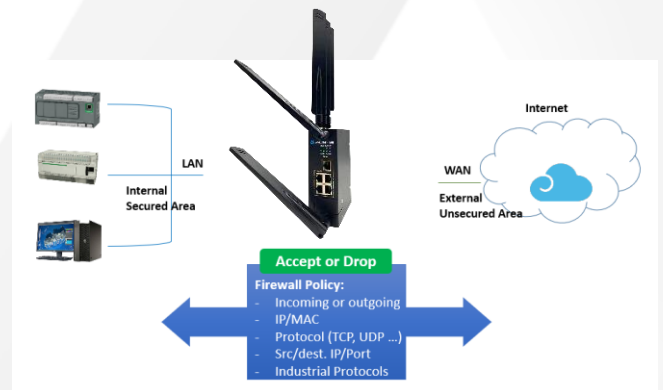 Internet
LAN
WAN
Internal
Secured Area
External
Unsecured Area
Accept or Drop
Firewall Policy:
- Incoming or outgoing
- IP/MAC
- Protocol (TCP, UDP ...)
- Src/dest. IP/Port
- Industrial Protocols